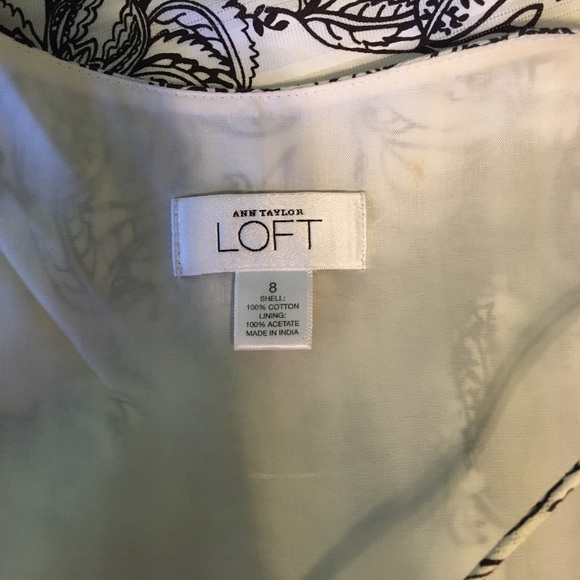 ANN TAYLOR
LOFT
8
SHELL:
100% COTTON
LINING:
100% ACETATE
MADE IN INDIA